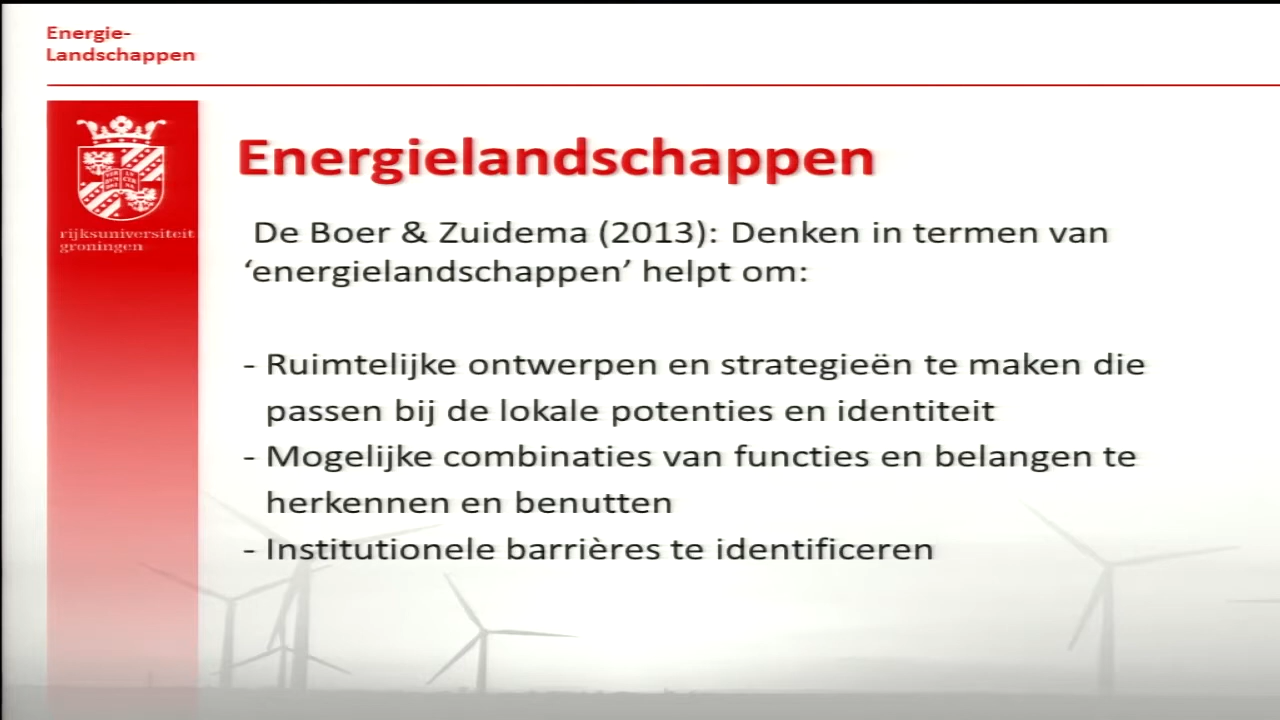 Energie-
Landschappen
rijksuniversiteit
groningen
Energielandschappen
De Boer & Zuidema (2013): Denken in termen van
‘energielandschappen’ helpt om:
- Ruimtelijke ontwerpen en strategieën te maken die
passen bij de lokale potenties en identiteit
- Mogelijke combinaties van functies en belangen te
herkennen en benutten
- Institutionele barrières te identificeren